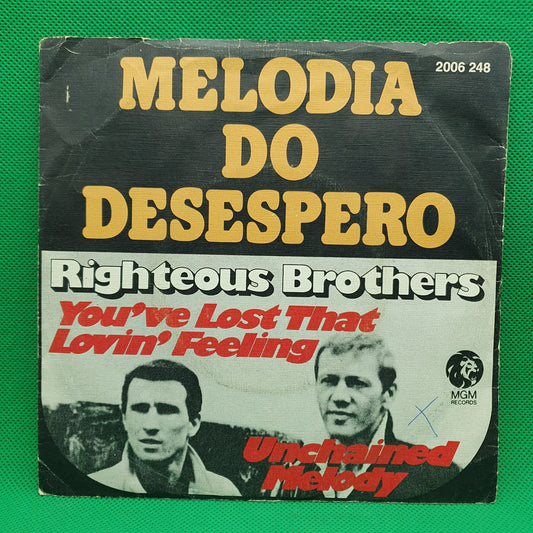 2006 248
MELODIA
DO
DESESPERO
Righteous Brothers
You've Lost That
Lovin' Feeling
MGM
RECORDS
Unchained
Melody